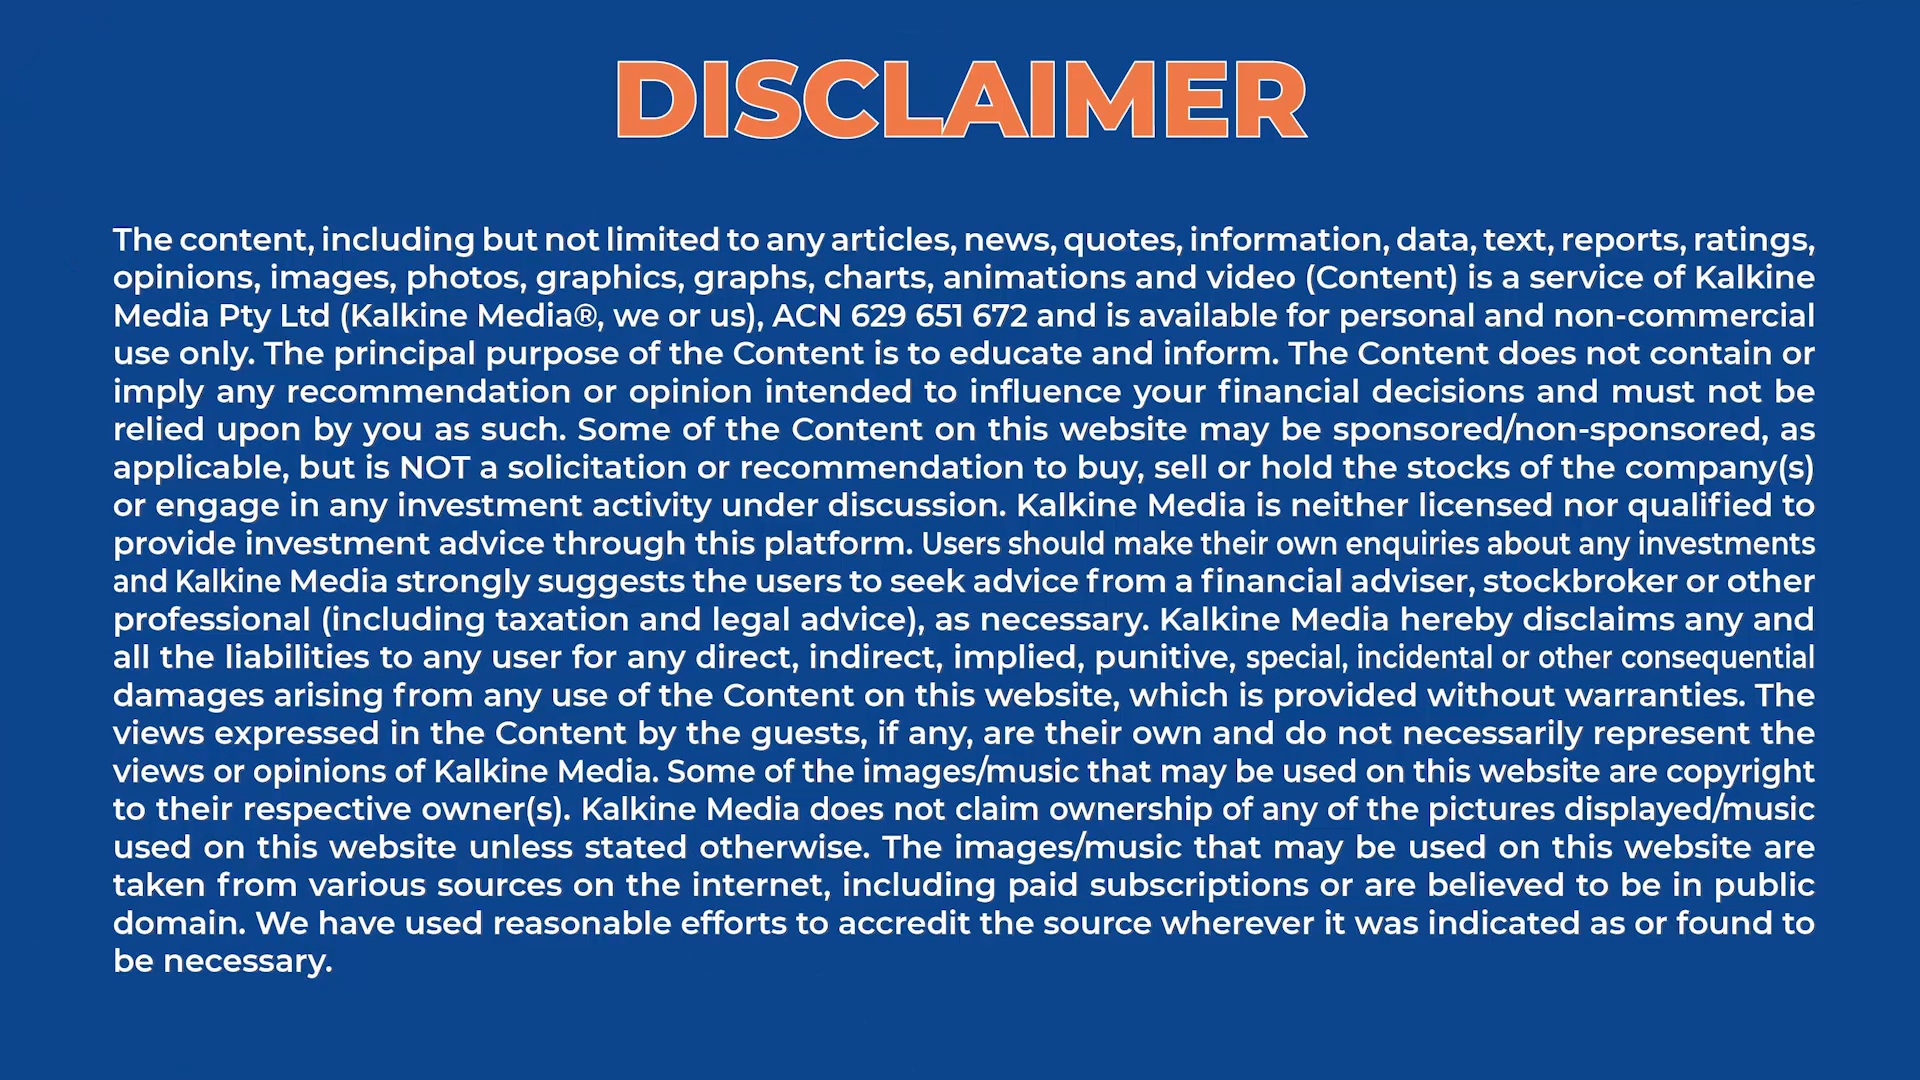 DISCLAIMER
The content, including but not limited to any articles, news, quotes, information, data, text, reports, ratings,
opinions, images, photos, graphics, graphs, charts, animations and video (Content) is a service of Kalkine
Media Pty Ltd (Kalkine Media®, we or us), ACN 629 651 672 and is available for personal and non-commercial
use only. The principal purpose of the Content is to educate and inform. The Content does not contain or
imply any recommendation or opinion intended to influence your financial decisions and must not be
relied upon by you as such. Some of the Content on this website may be sponsored/non-sponsored, as
applicable, but is NOT a solicitation or recommendation to buy, sell or hold the stocks of the company(s)
or engage in any investment activity under discussion. Kalkine Media is neither licensed nor qualified to
provide investment advice through this platform. Users should make their own enquiries about any investments
and Kalkine Media strongly suggests the users to seek advice from a financial adviser, stockbroker or other
professional (including taxation and legal advice), as necessary. Kalkine Media hereby disclaims any and
all the liabilities to any user for any direct, indirect, implied, punitive, special, incidental or other consequential
damages arising from any use of the Content on this website, which is provided without warranties. The
views expressed in the Content by the guests, if any, are their own and do not necessarily represent the
views or opinions of Kalkine Media. Some of the images/music that may be used on this website are copyright
to their respective owner(s). Kalkine Media does not claim ownership of any of the pictures displayed/music
used on this website unless stated otherwise. The images/music that may be used on this website are
taken from various sources on the internet, including paid subscriptions or are believed to be in public
domain. We have used reasonable efforts to accredit the source wherever it was indicated as or found to
be necessary.